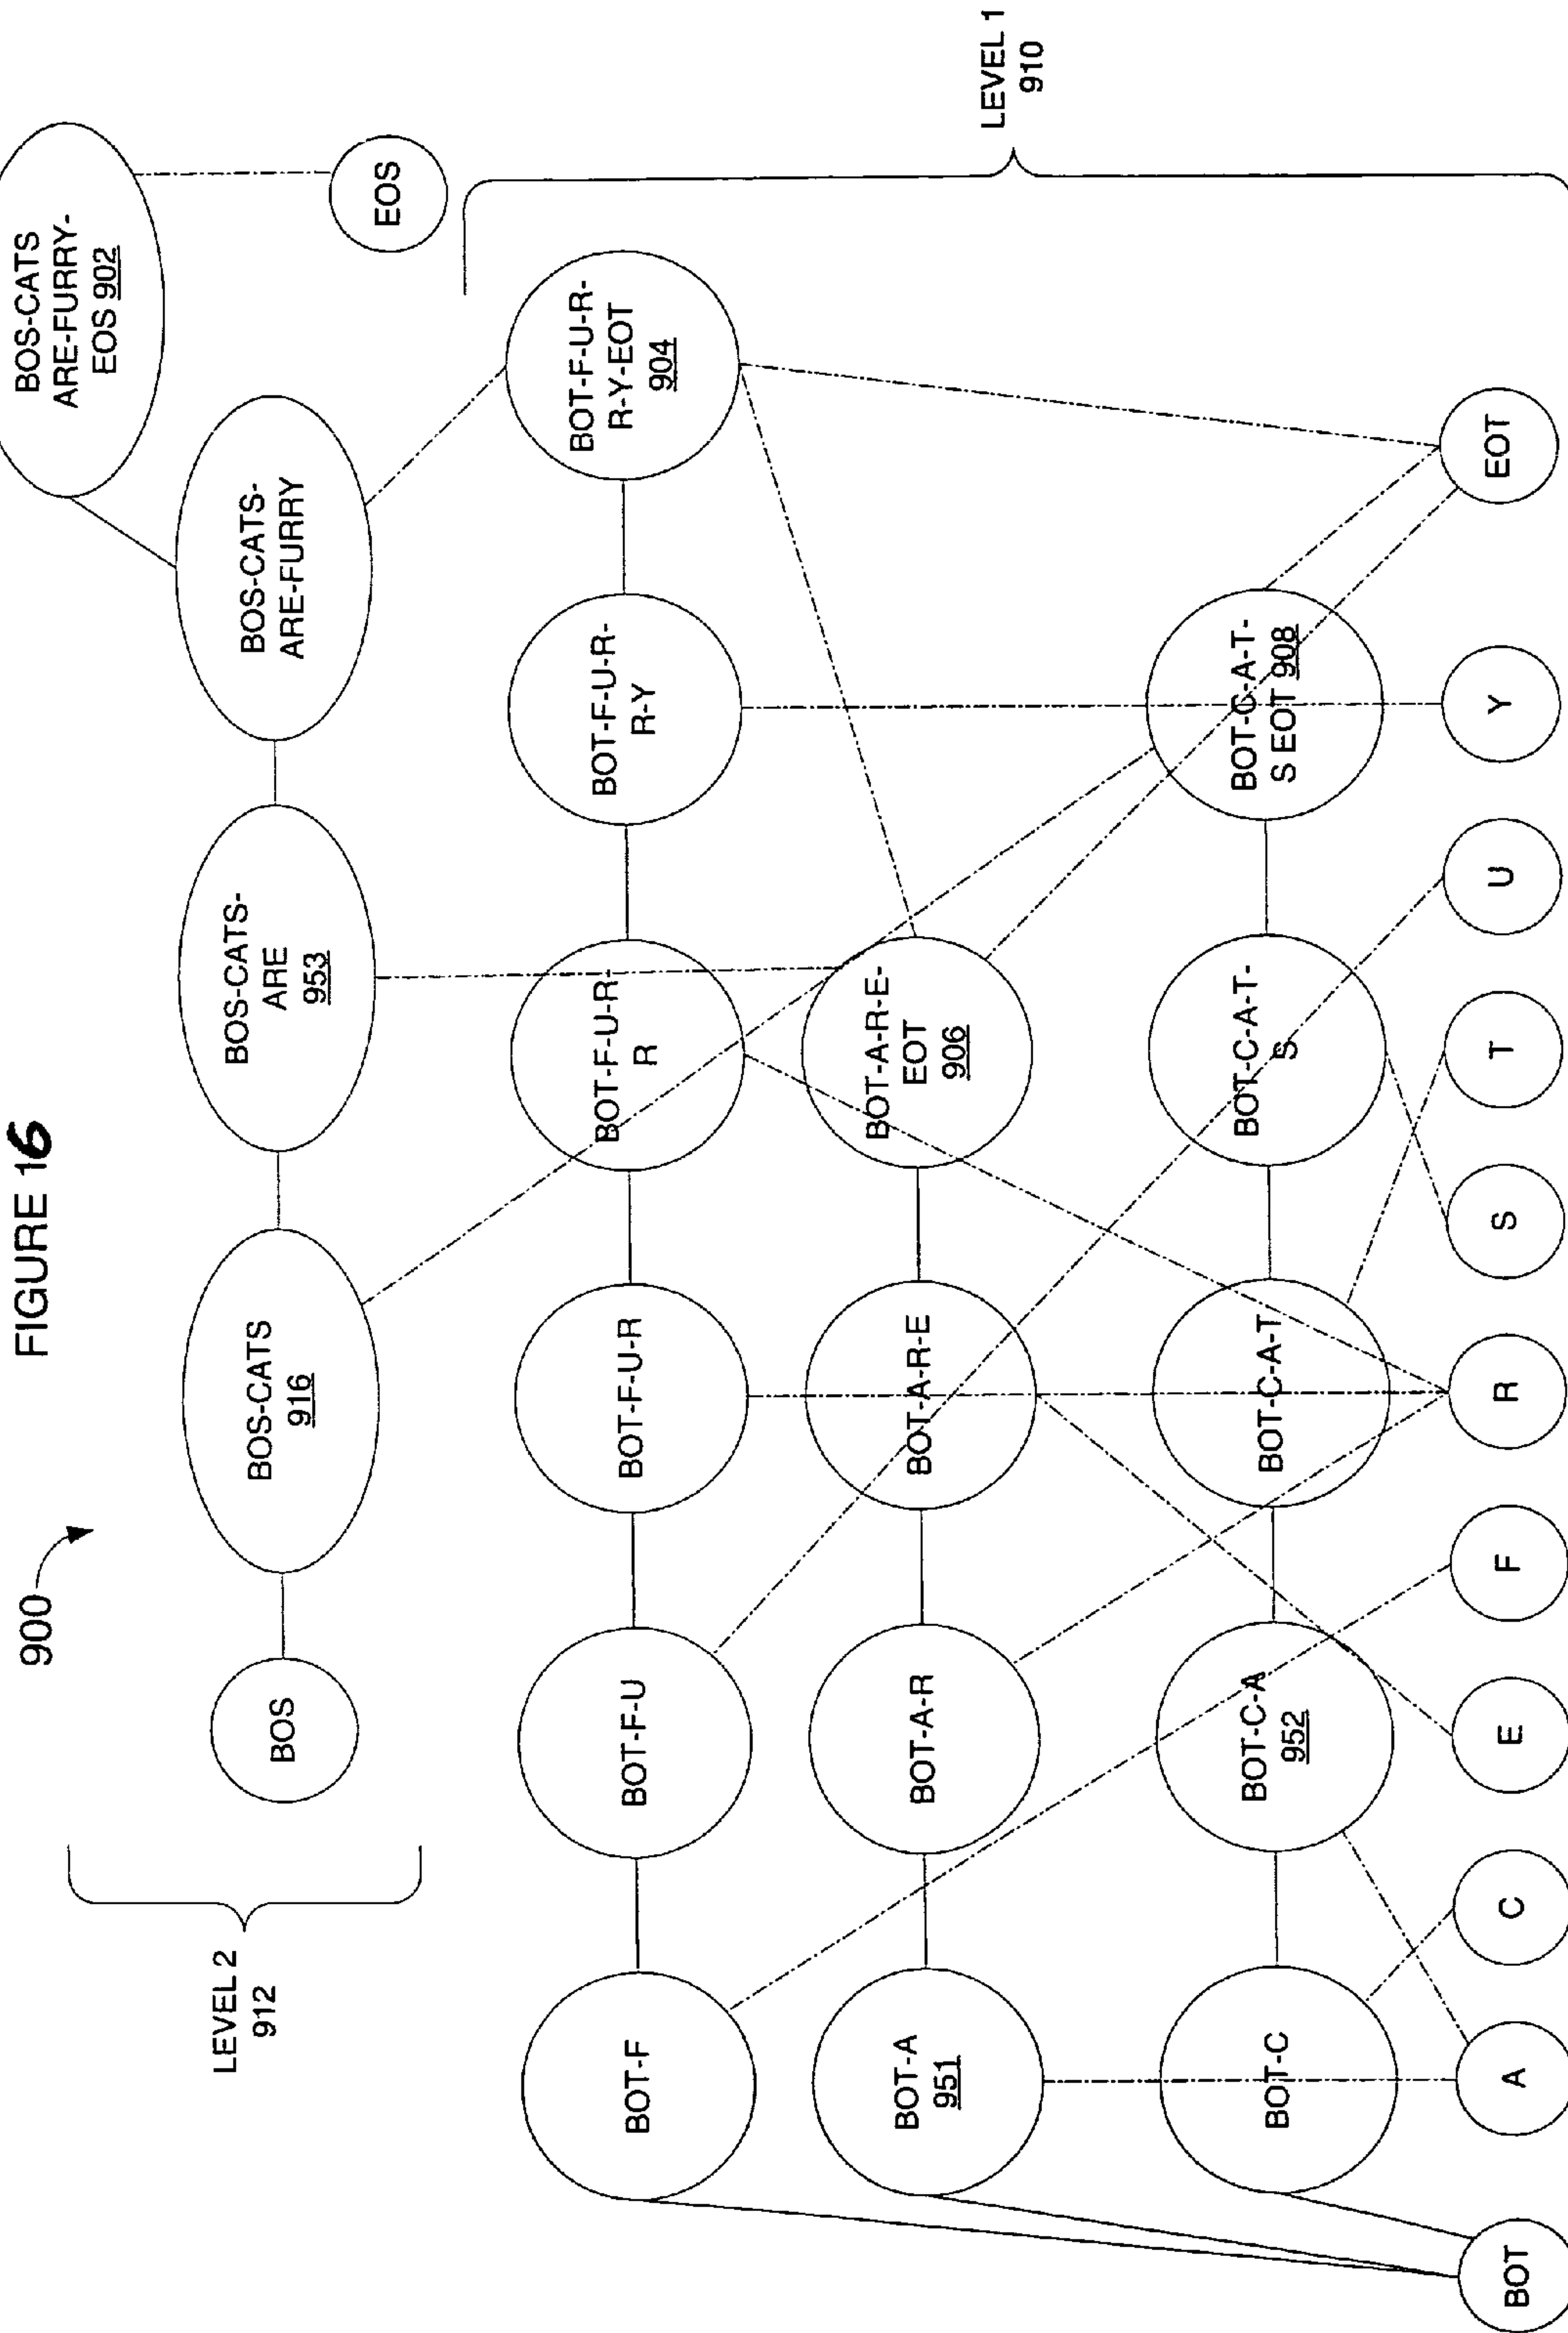 FIGURE 16
900
LEVEL 2
912
BOS
BOS-CATS
916
BOS-CATS-
ARE
953
BOS-CATS-
ARE-FURRY
BOS-CATS
ARE-FURRY-
EOS 902
EOS
LEVEL 1
910
BOT-F
BOT-F-U
BOT-F-U-R
BOT-F-U-R-
R
BOT-F-U-R-
R-Y
BOT-F-U-R-
R-Y-EOT
904
BOT-A
951
BOT-A-R
BOT-A-R-E
BOT-A-R-E-
EOT
906
BOT-C
BOT-C-A
952
BOT-C-A-T
BOT-C-A-T-
S
BOT-C-A-T-
S EOT 908
BOT
A
C
E
F
R
S
T
U
Y
EOT